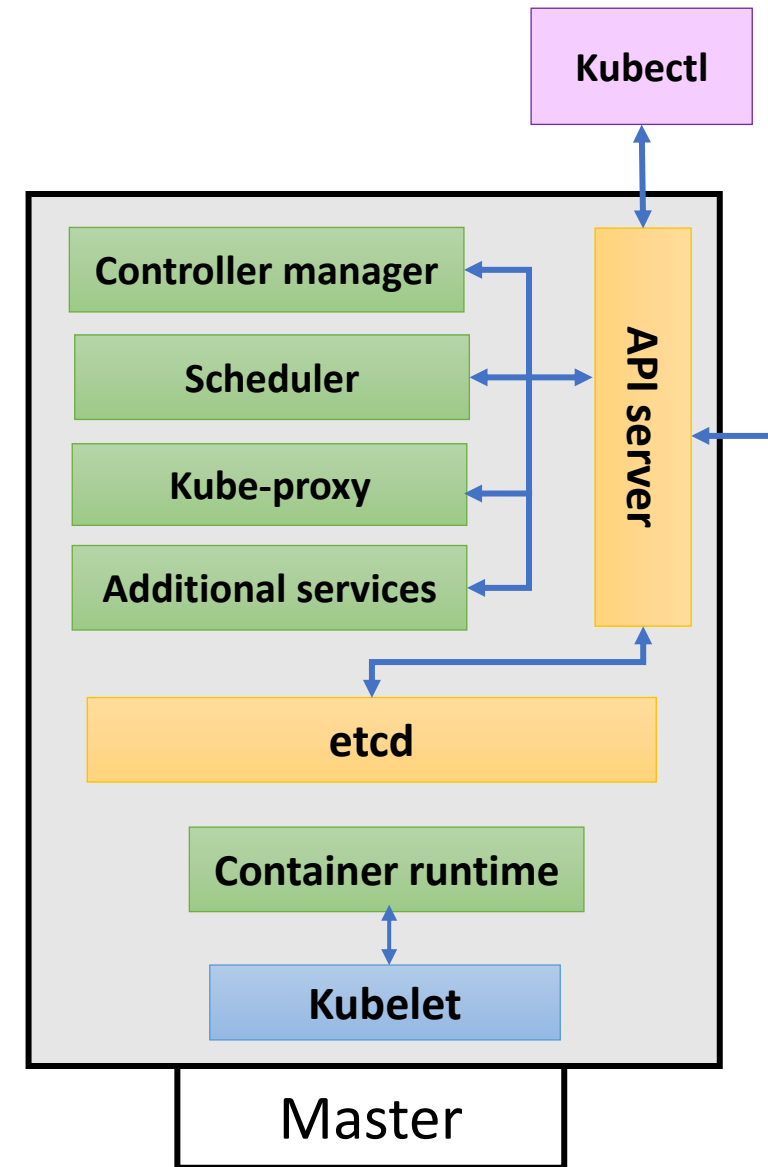 Kubectl
Controller manager
Scheduler
Kube-proxy
Additional services
API server
etcd
Container runtime
Kubelet
Master